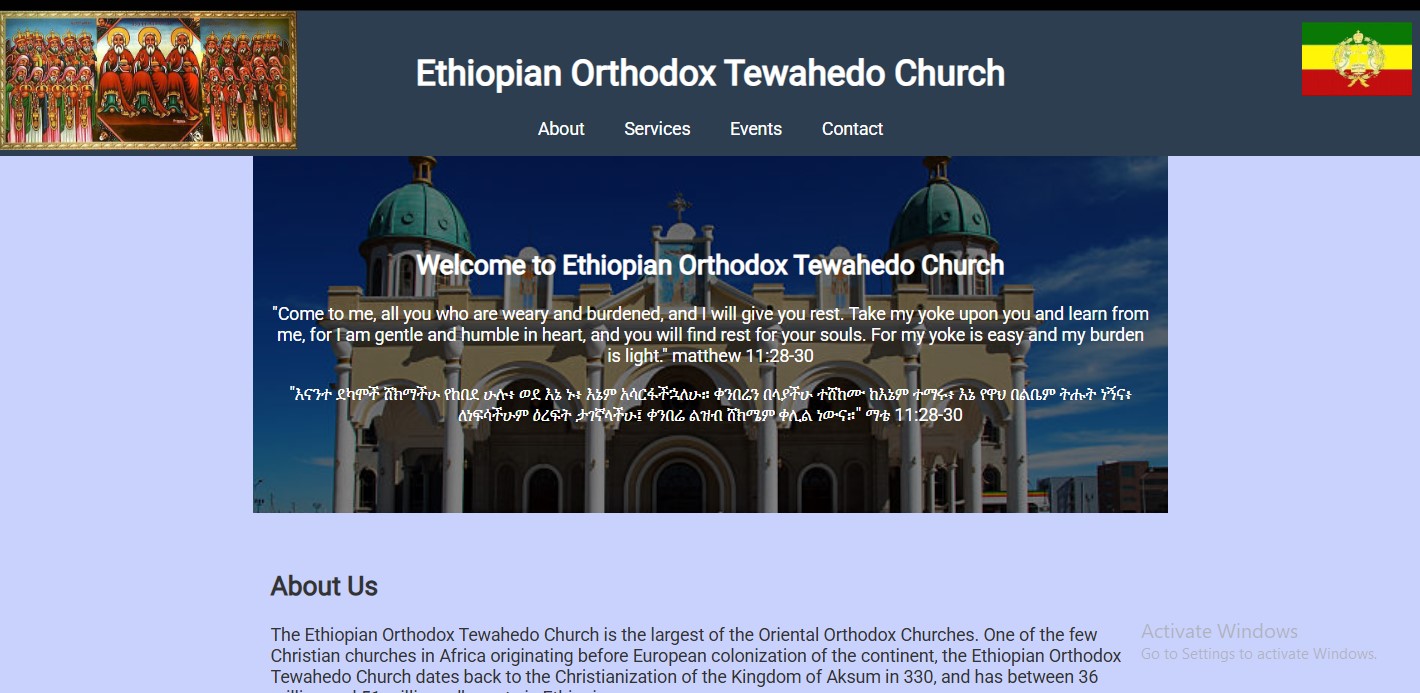 Ethiopian Orthodox Tewahedo Church
About Services Events Contact
Welcome to Ethiopian Orthodox Tewahedo Church
"Come to me, all you who are weary and burdened, and I will give you rest. Take my yoke upon you and learn from
me, for I am gentle and humble in heart, and you will find rest for your souls. For my yoke is easy and my burden
is light." matthew 11:28-30
"እናንተ ደካሞች ሸክማችሁ የከበደ ሁሉ፥ ወደ እኔ ኑ፥ እኔም አሳርፋችኋለሁ። ቀንበሬን በላያችሁ ተሸከሙ ከእኔም ተማሩ፥ እኔ የዋህ በልቤም ትሑት ነኝና፥
ለነፍሳችሁም ዕረፍት ታገኛላችሁ፤ ቀንበሬ ልዝብ ሸክሜም ቀሊል ነውና።" ማቴ 11:28-30
About Us
The Ethiopian Orthodox Tewahedo Church is the largest of the Oriental Orthodox Churches. One of the few
Christian churches in Africa originating before European colonization of the continent, the Ethiopian Orthodox
Tewahedo Church dates back to the Christianization of the Kingdom of Aksum in 330, and has between 36
Activate Windows
Go to Settings to activate Windows.